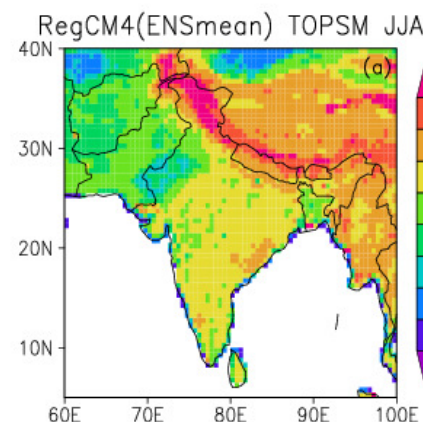 RegCM4(ENSmean) TOPSM JJA
(a)
40N
30N
20N
10N
60E 70E 80E 90E 100E